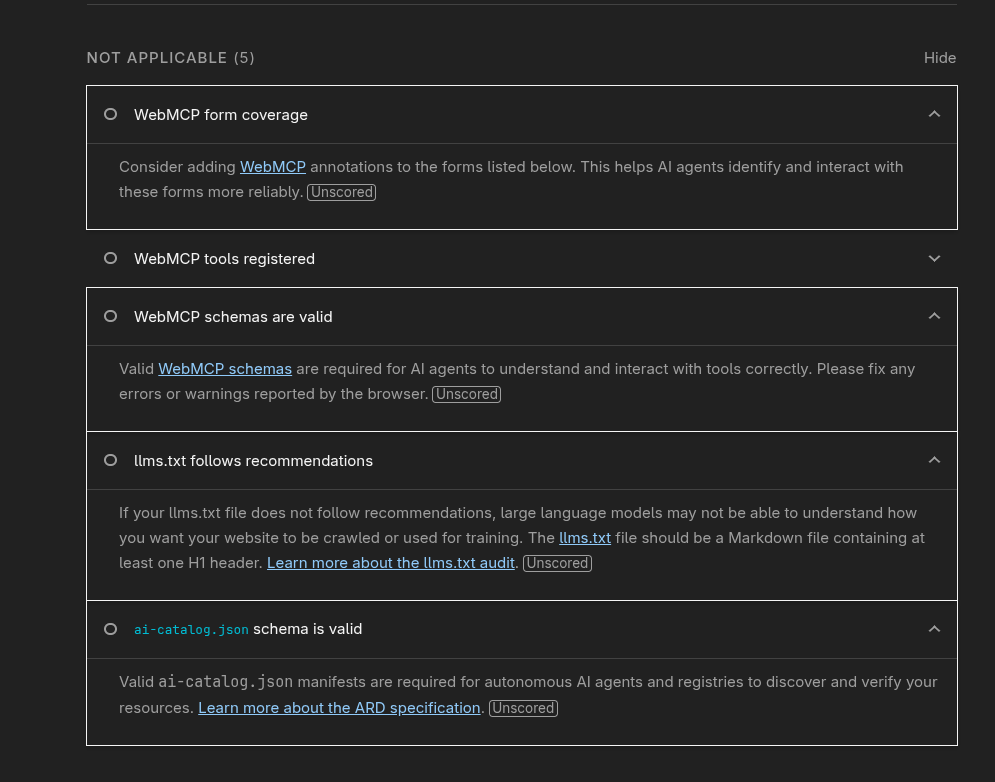 NOT APPLICABLE (5)
Hide
WebMCP form coverage
Consider adding WebMCP annotations to the forms listed below. This helps AI agents identify and interact with
these forms more reliably. Unscored
WebMCP tools registered
WebMCP schemas are valid
Valid WebMCP schemas are required for AI agents to understand and interact with tools correctly. Please fix any
errors or warnings reported by the browser. Unscored
llms.txt follows recommendations
If your llms.txt file does not follow recommendations, large language models may not be able to understand how
you want your website to be crawled or used for training. The llms.txt file should be a Markdown file containing at
least one H1 header. Learn more about the llms.txt audit. Unscored
ai-catalog.json schema is valid
Valid ai-catalog.json manifests are required for autonomous AI agents and registries to discover and verify your
resources. Learn more about the ARD specification. Unscored